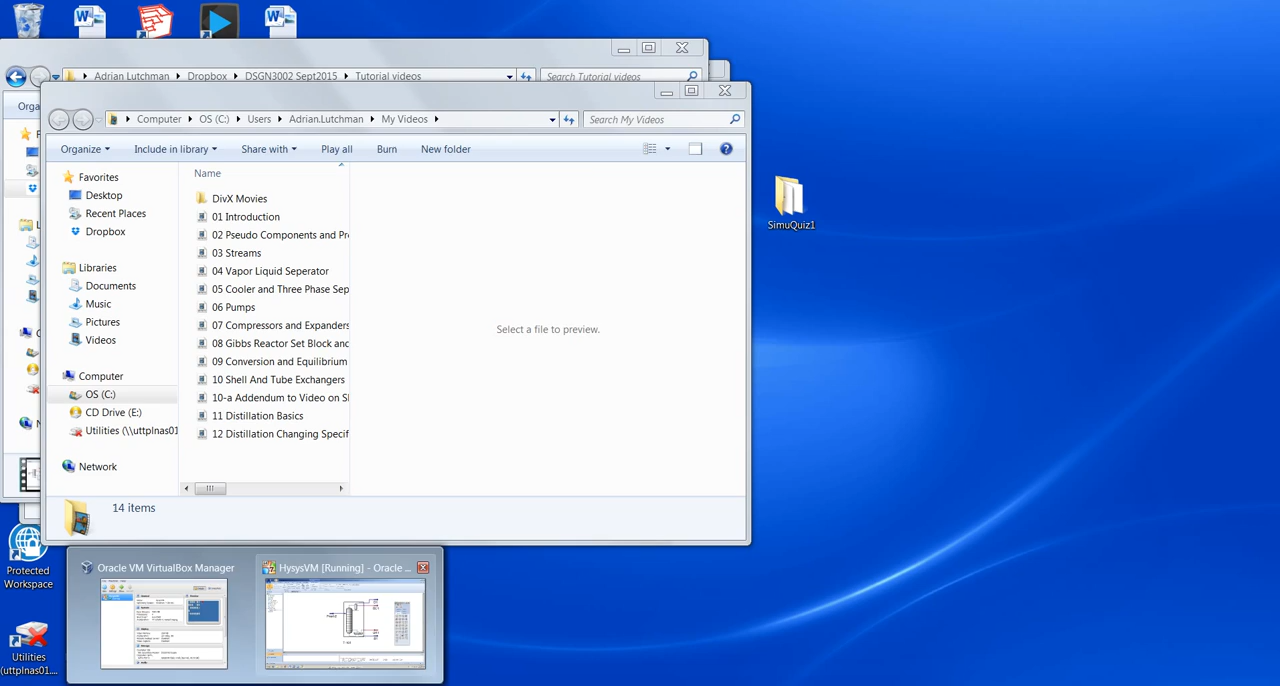 Adrian Lutchman Dropbox DSGN3002 Sept2015 Tutorial videos
Search Tutorial videos
Orga
Computer OS (C:) Users Adrian.Lutchman My Videos
Search My Videos
Organize Include in library Share with Play all Burn New folder
Favorites
Desktop
Recent Places
Dropbox
Libraries
Documents
Music
Pictures
Videos
Computer
OS (C:)
CD Drive (E:)
Utilities (\\uttplnas01
Network
Name
DivX Movies
01 Introduction
02 Pseudo Components and Pr
03 Streams
04 Vapor Liquid Seperator
05 Cooler and Three Phase Sep
06 Pumps
07 Compressors and Expanders
08 Gibbs Reactor Set Block and
09 Conversion and Equilibrium
10 Shell And Tube Exchangers
10-a Addendum to Video on Sl
11 Distillation Basics
12 Distillation Changing Specif
Select a file to preview.
14 items
SimuQuiz1
Protected
Workspace
Utilities
(uttplnas01....
Oracle VM VirtualBox Manager
HysysVM [Running] - Oracle ...